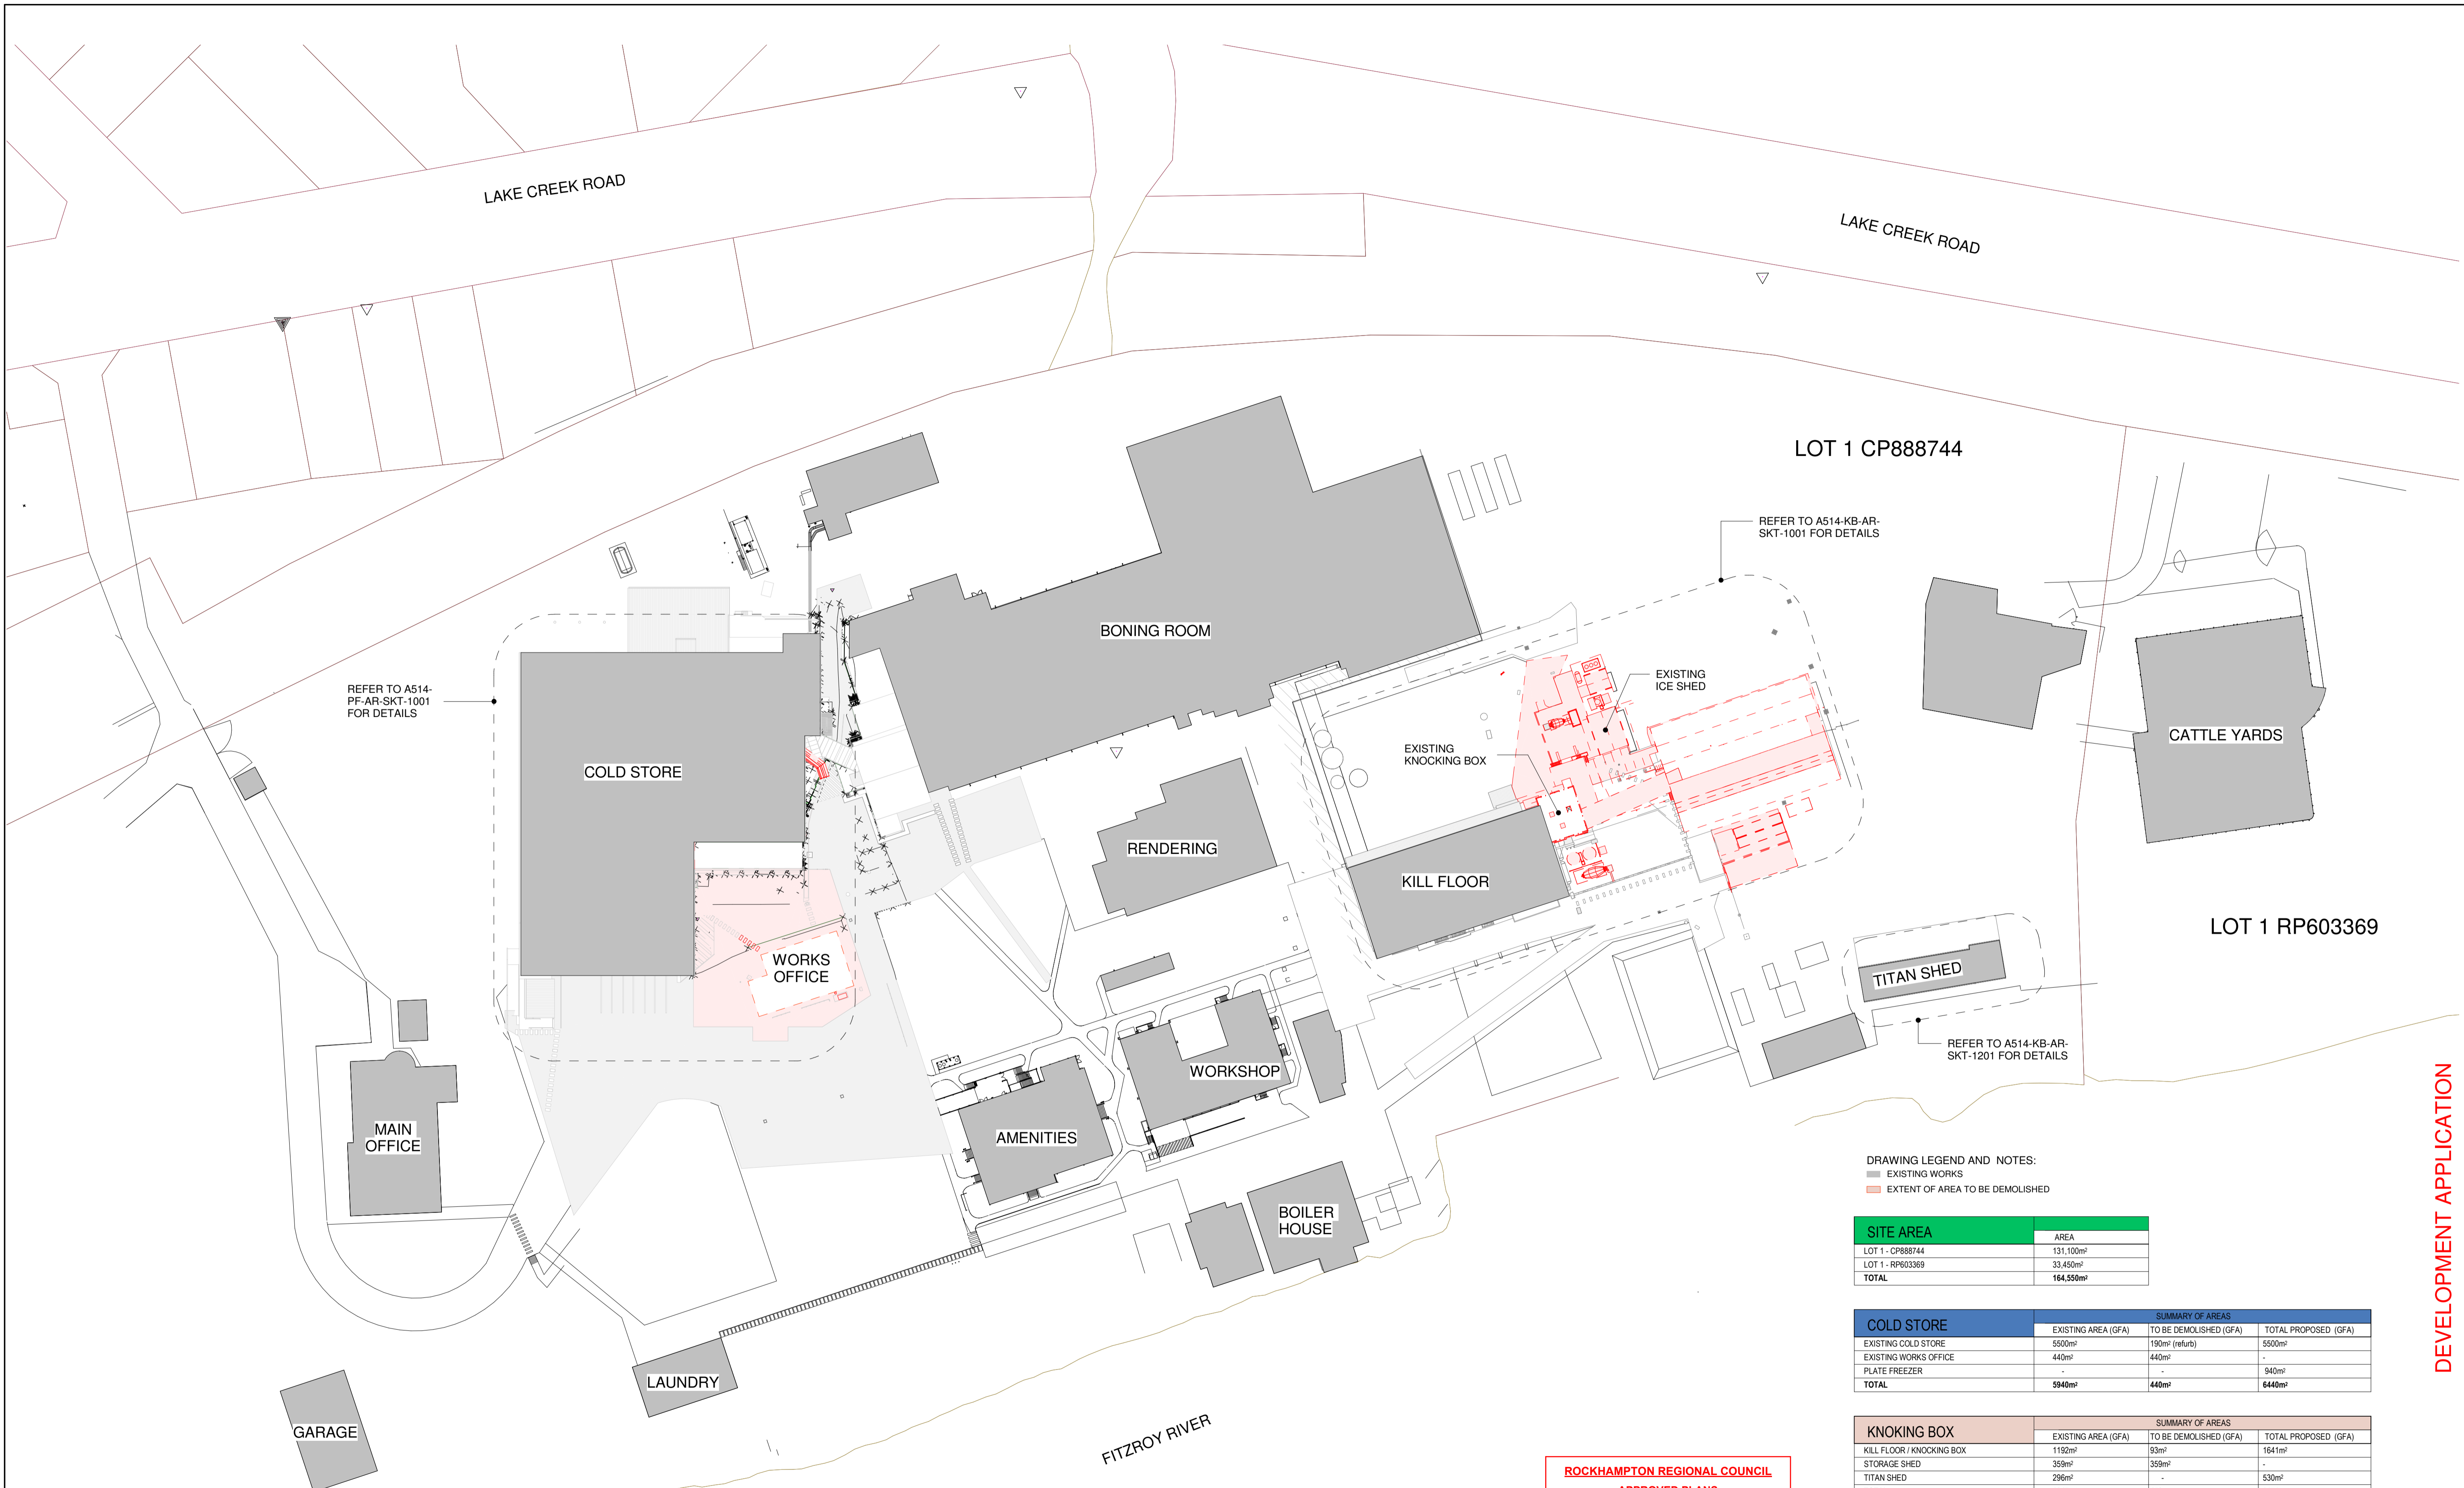 LAKE CREEK ROAD
LAKE CREEK ROAD
LOT 1 CP888744
REFER TO A514-KB-AR-
SKT-1001 FOR DETAILS
BONING ROOM
REFER TO A514-
PF-AR-SKT-1001
FOR DETAILS
EXISTING
ICE SHED
CATTLE YARDS
EXISTING
KNOCKING BOX
COLD STORE
RENDERING
KILL FLOOR
LOT 1 RP603369
WORKS
OFFICE
TITAN SHED
REFER TO A514-KB-AR-
SKT-1201 FOR DETAILS
WORKSHOP
MAIN
OFFICE
AMENITIES
BOILER
HOUSE
LAUNDRY
GARAGE
FITZROY RIVER
DEVELOPMENT APPLICATION
DRAWING LEGEND AND NOTES:
EXISTING WORKS
EXTENT OF AREA TO BE DEMOLISHED
SITE AREA
AREA
LOT 1 - CP888744 131,100m²
LOT 1 - RP603369 33,450m²
TOTAL 164,550m²
COLD STORE SUMMARY OF AREAS
EXISTING AREA (GFA) TO BE DEMOLISHED (GFA) TOTAL PROPOSED (GFA)
EXISTING COLD STORE 5500m² 190m² (refurb) 5500m²
EXISTING WORKS OFFICE 440m² 440m² -
PLATE FREEZER - - 940m²
TOTAL 5940m² 440m² 6440m²
KNOKING BOX SUMMARY OF AREAS
EXISTING AREA (GFA) TO BE DEMOLISHED (GFA) TOTAL PROPOSED (GFA)
KILL FLOOR / KNOCKING BOX 1192m² 93m² 1641m²
STORAGE SHED 359m² 359m² -
TITAN SHED 296m² - 530m²
ROCKHAMPTON REGIONAL COUNCIL
APPROVED PLANS